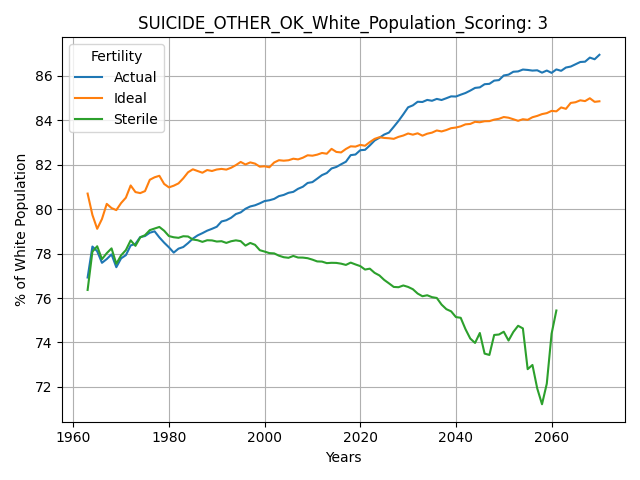 SUICIDE_OTHER_OK_White_Population_Scoring: 3
Fertility
Actual
Ideal
Sterile
% of White Population
86
84
82
80
78
76
74
72
1960
1980
2000
2020
2040
2060
Years